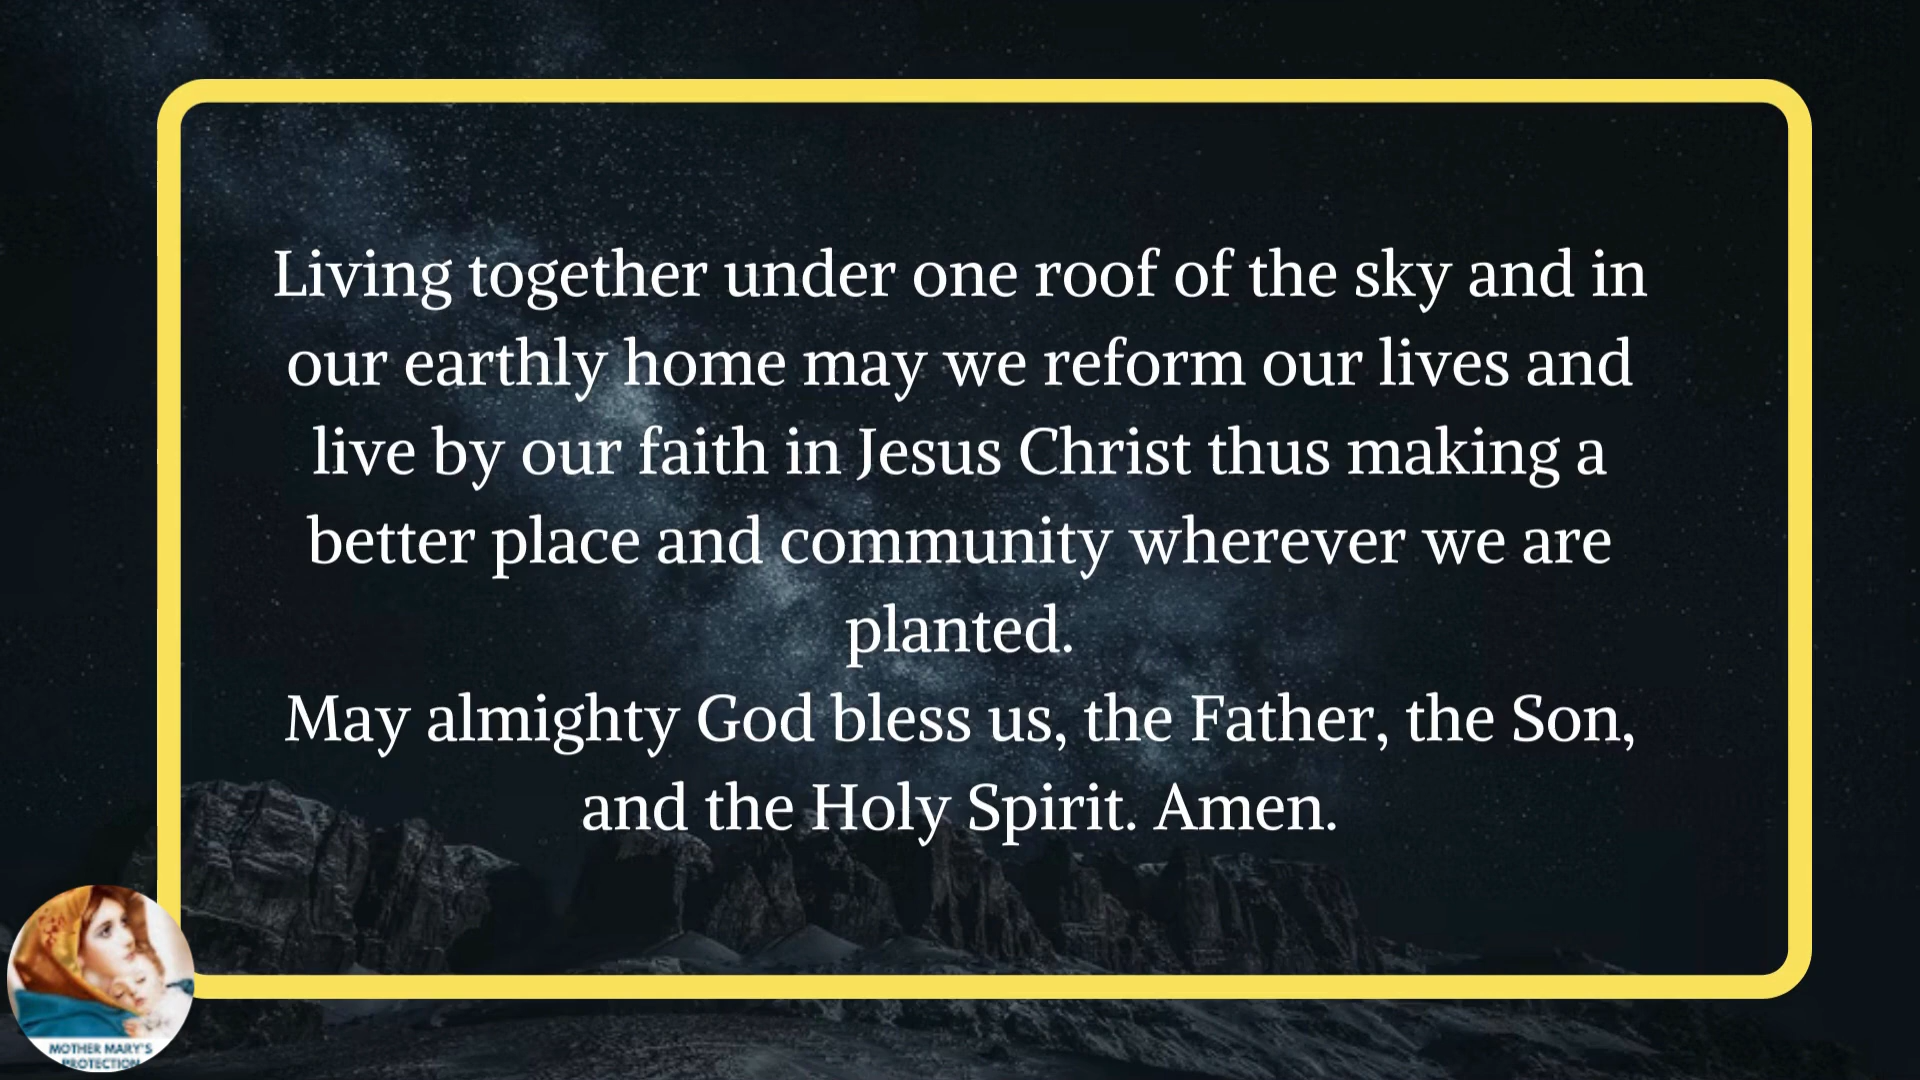 Living together under one roof of the sky and in
our earthly home may we reform our lives and
live by our faith in Jesus Christ thus making a
better place and community wherever we are
planted.
May almighty God bless us, the Father, the Son,
and the Holy Spirit. Amen.
MOTHER MARY'S
PROTECTION